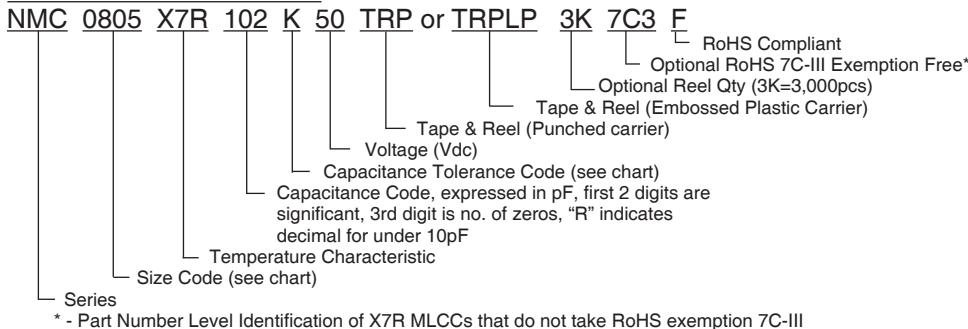 NMC 0805 X7R 102 K 50 TRP or TRPLP 3K 7C3 F
RoHS Compliant
Optional RoHS 7C-III Exemption Free*
Optional Reel Qty (3K=3,000pcs)
Tape & Reel (Embossed Plastic Carrier)
Tape & Reel (Punched carrier)
Voltage (Vdc)
Capacitance Tolerance Code (see chart)
Capacitance Code, expressed in pF, first 2 digits are
significant, 3rd digit is no. of zeros, “R” indicates
decimal for under 10pF
Temperature Characteristic
Size Code (see chart)
Series
* - Part Number Level Identification of X7R MLCCs that do not take RoHS exemption 7C-III